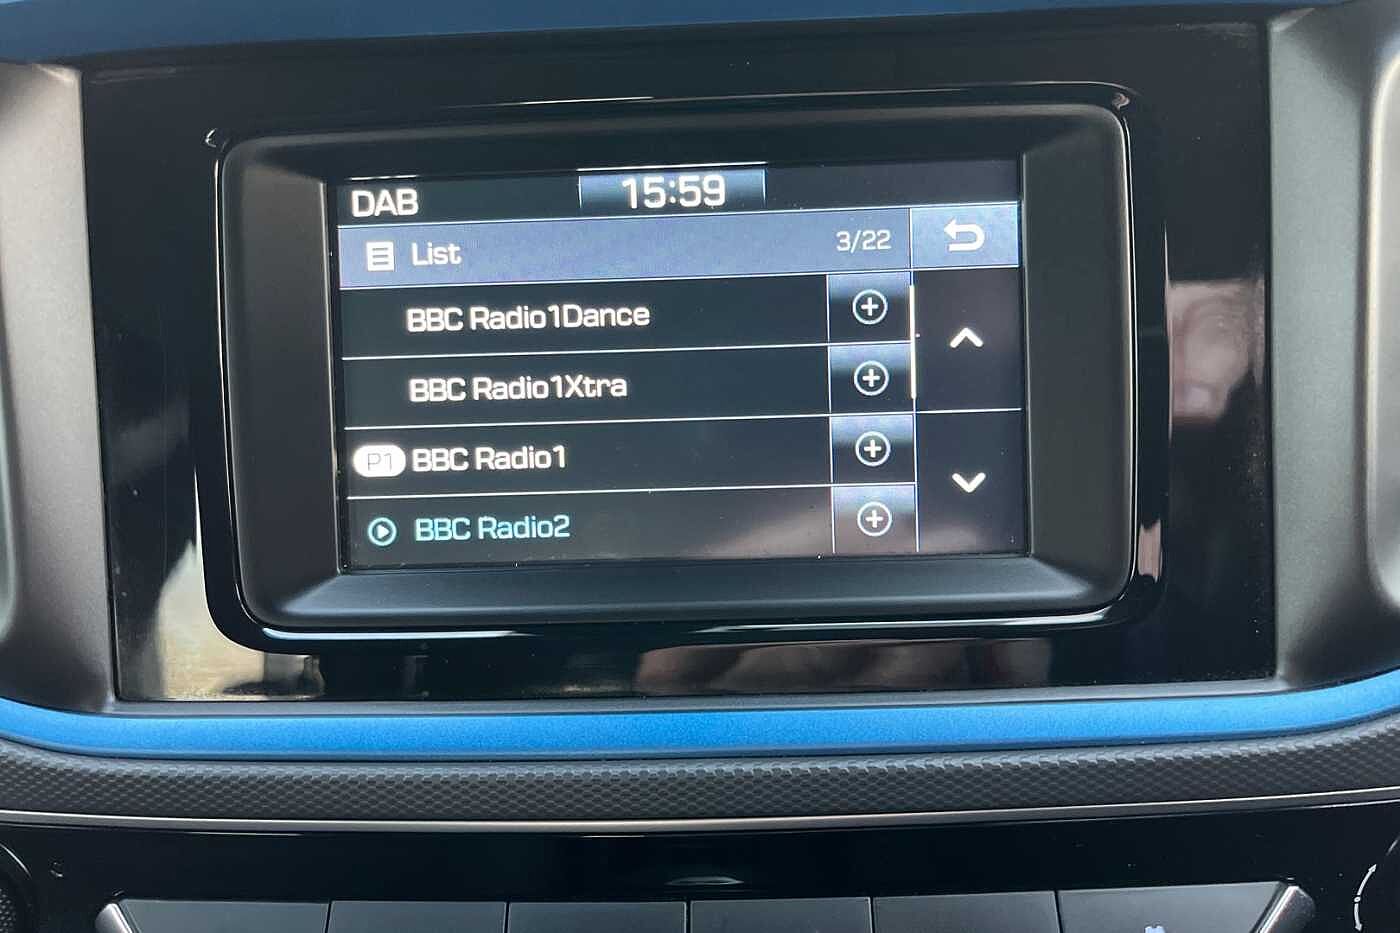 DAB 15:59
List 3/22
BBC Radio1Dance
BBC Radio1Xtra
P1 BBC Radio1
BBC Radio2